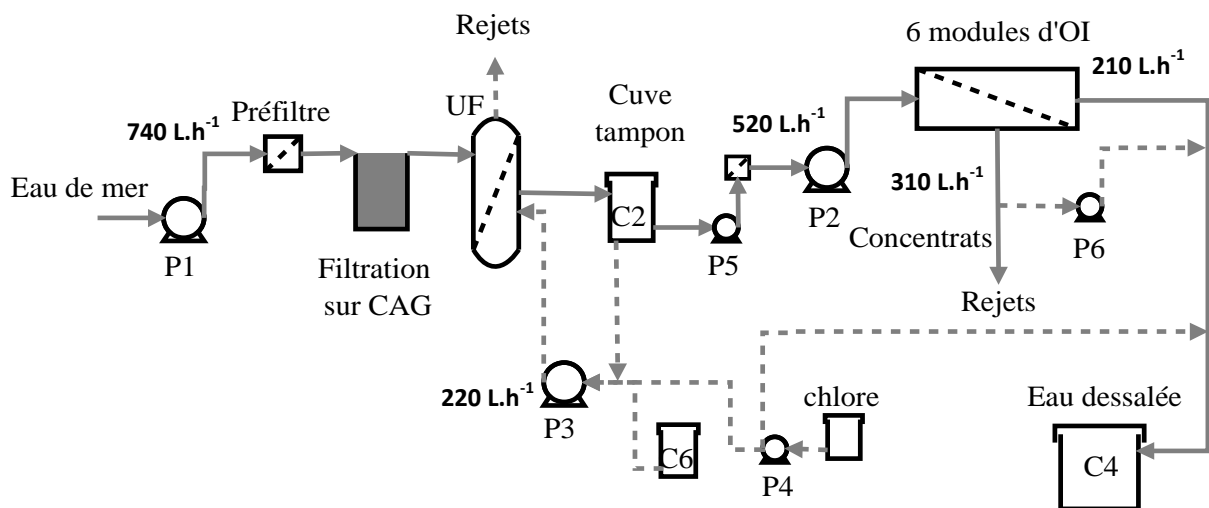 Rejets
6 modules d'OI
210 L.h⁻¹
UF
Cuve
tampon
Préfiltre
740 L.h⁻¹
520 L.h⁻¹
Eau de mer
310 L.h⁻¹
C2
P2
P6
P1
P5
Concentrats
Filtration
sur CAG
Rejets
220 L.h⁻¹
chlore
Eau dessalée
P3
C6
P4
C4